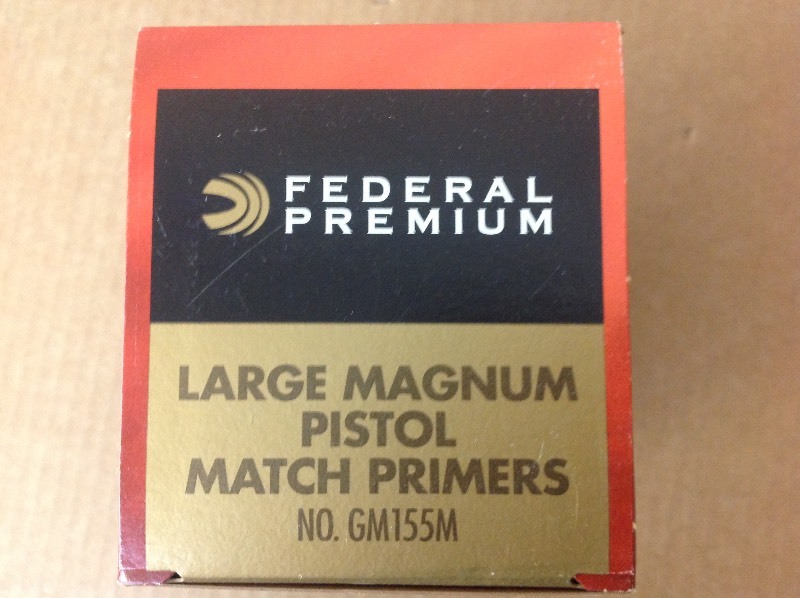 FEDERAL
PREMIUM
LARGE MAGNUM
PISTOL
MATCH PRIMERS
NO. GM155M